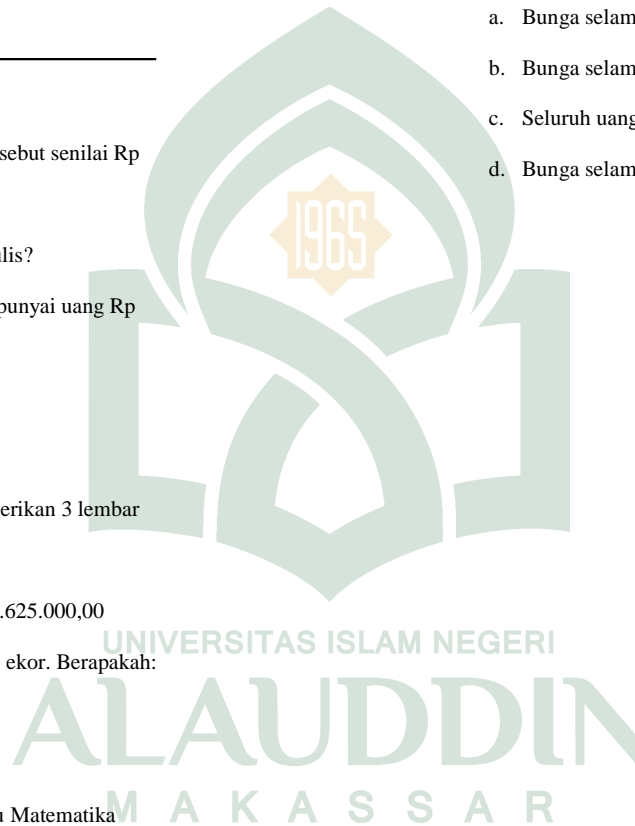 a. Bunga selam
b. Bunga selam
c. Seluruh uang
d. Bunga selam
sebut senilai Rp
lis?
punyai uang Rp
erikan 3 lembar
.625.000,00
ekor. Berapakah:
u Matematika
1965
UNIVERSITAS ISLAM NEGERI
ALAUDDIN
MAKASSAR